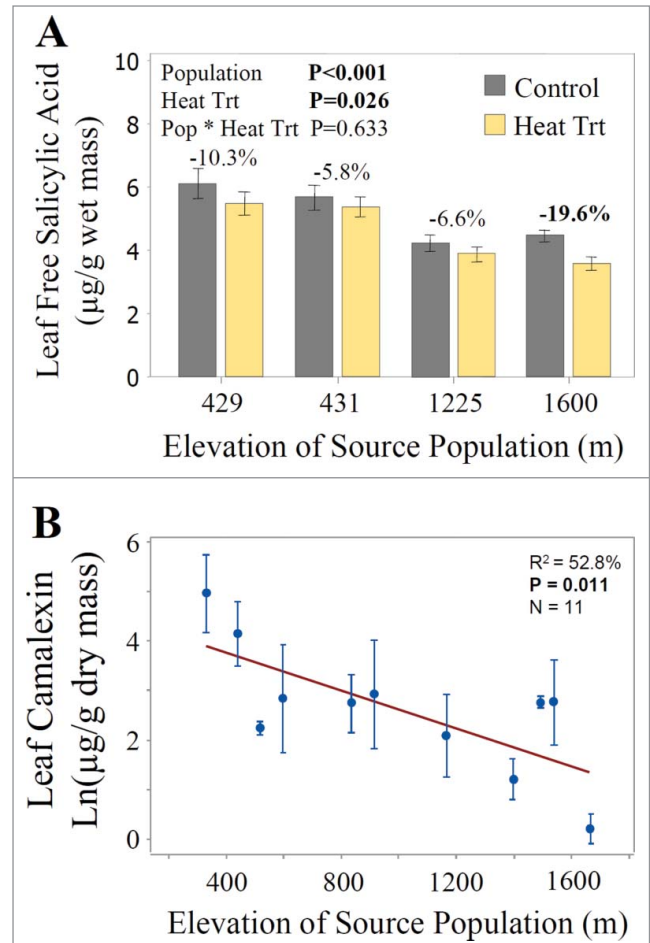 A
Leaf Free Salicylic Acid
(µg/g wet mass)
10
8
6
4
2
0
Population P<0.001
Heat Trt P=0.026
Pop * Heat Trt P=0.633
Control
Heat Trt
-10.3%
-5.8%
-6.6%
-19.6%
429 431 1225 1600
Elevation of Source Population (m)
B
Leaf Camalexin
Ln(µg/g dry mass)
6
4
2
0
R² = 52.8%
P = 0.011
N = 11
400 800 1200 1600
Elevation of Source Population (m)